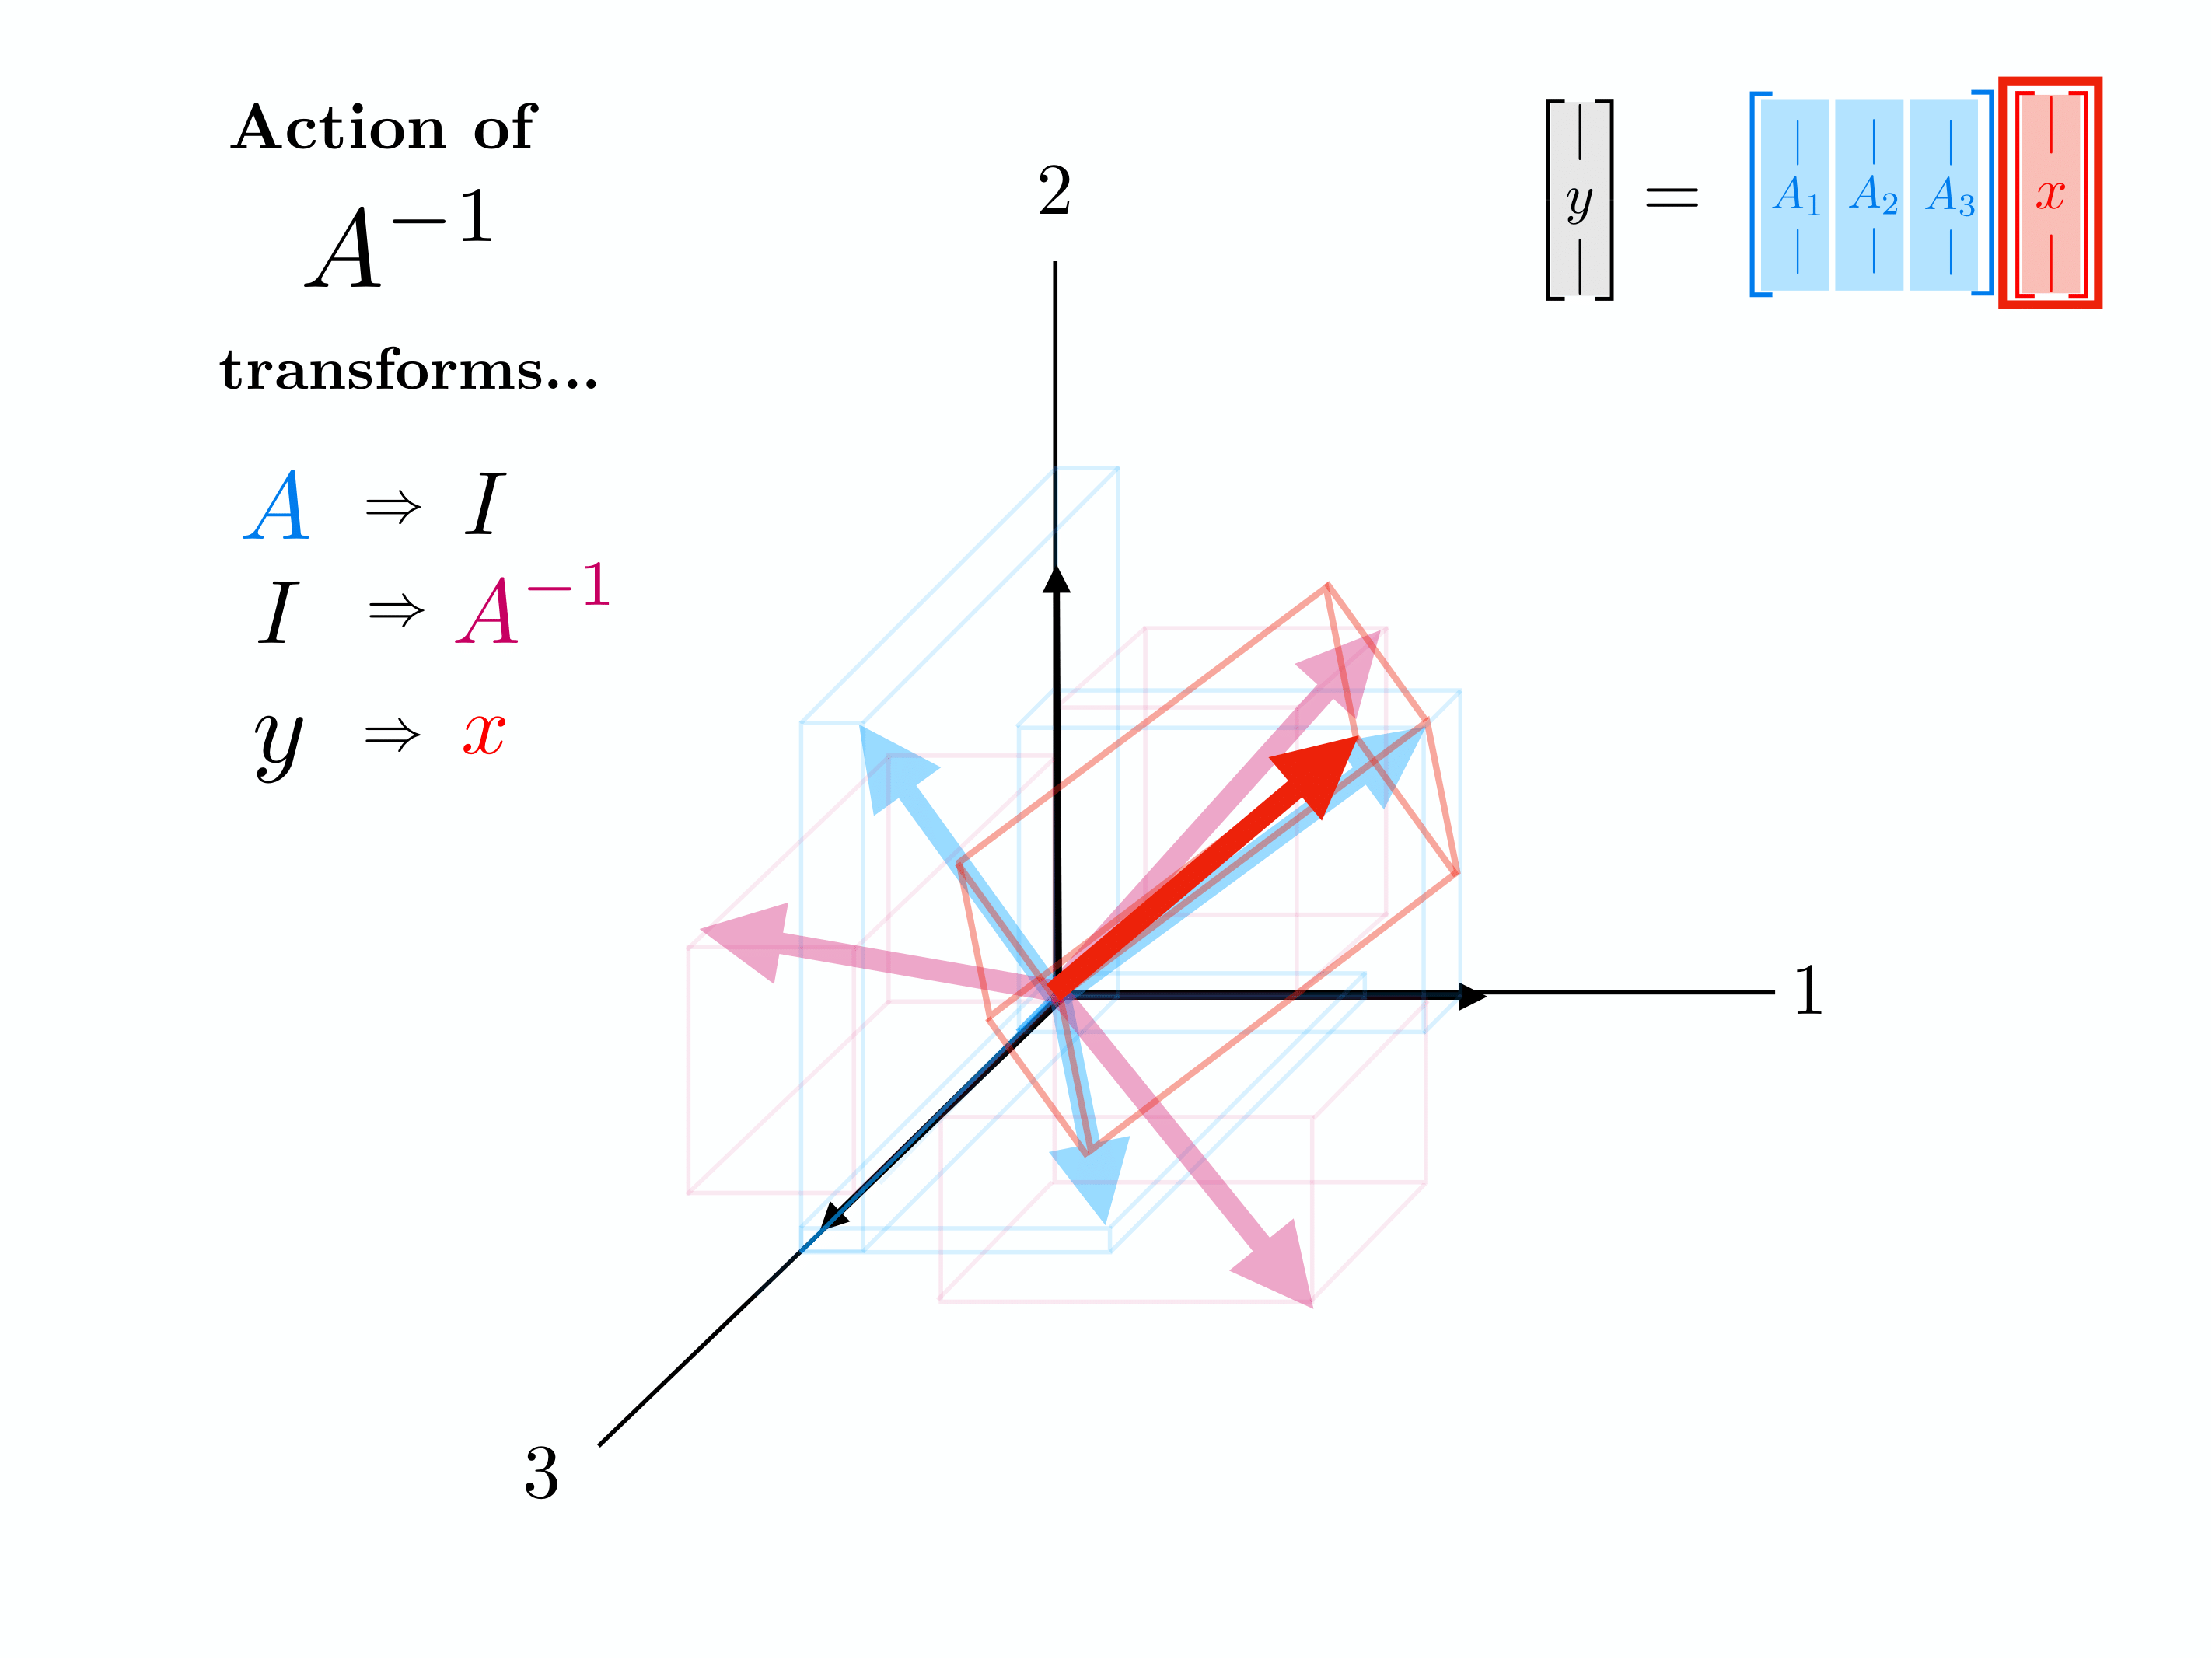 Action of
A⁻¹
transforms...
A ⇒ I
I ⇒ A⁻¹
y ⇒ x
y = A₁ A₂ A₃ x
2
1
3